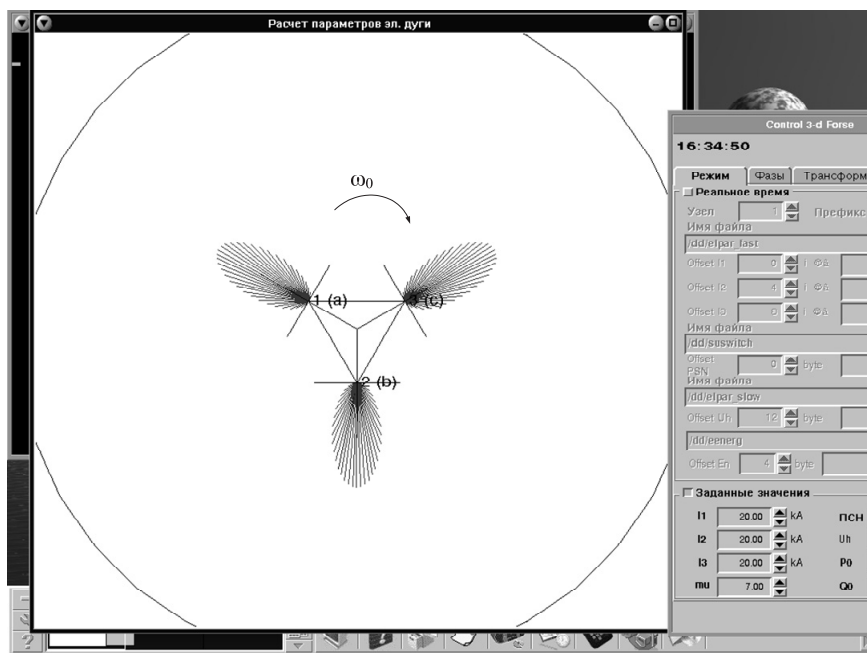 Расчет параметров эл. дуги
ω0
1 (a)
3 (c)
2 (b)
Control 3-d Forse
16:34:50
Режим Фазы Трансформ
Реальное время
Узел 1 Префикс
Имя файла
/dd/elpar_fast
Offset I1 0
Offset I2 4
Offset I3 0
Имя файла
/dd/suswitch
Offset PSN 0 byte
Имя файла
/dd/elpar_slow
Offset Uh 12 byte
/dd/eenerg
Offset En 4 byte
Заданные значения
I1 20.00 kA ПСН
I2 20.00 kA Uh
I3 20.00 kA P0
mu 7.00 Q0